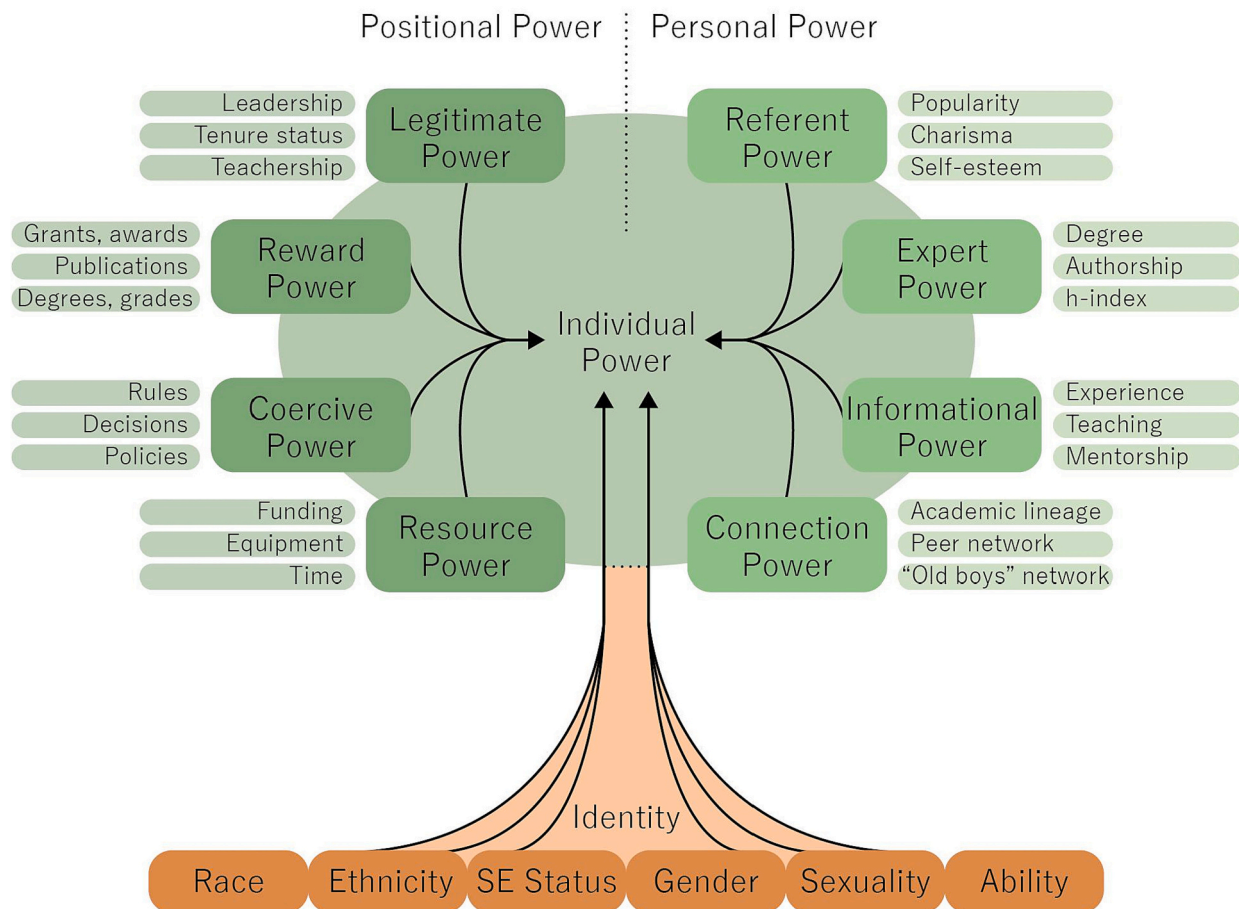 Positional Power
Personal Power
Leadership
Tenure status
Teachership
Legitimate
Power
Referent
Power
Popularity
Charisma
Self-esteem
Grants, awards
Publications
Degrees, grades
Reward
Power
Expert
Power
Degree
Authorship
h-index
Individual
Power
Rules
Decisions
Policies
Coercive
Power
Informational
Power
Experience
Teaching
Mentorship
Funding
Equipment
Time
Resource
Power
Connection
Power
Academic lineage
Peer network
“Old boys” network
Identity
Race
Ethnicity
SE Status
Gender
Sexuality
Ability